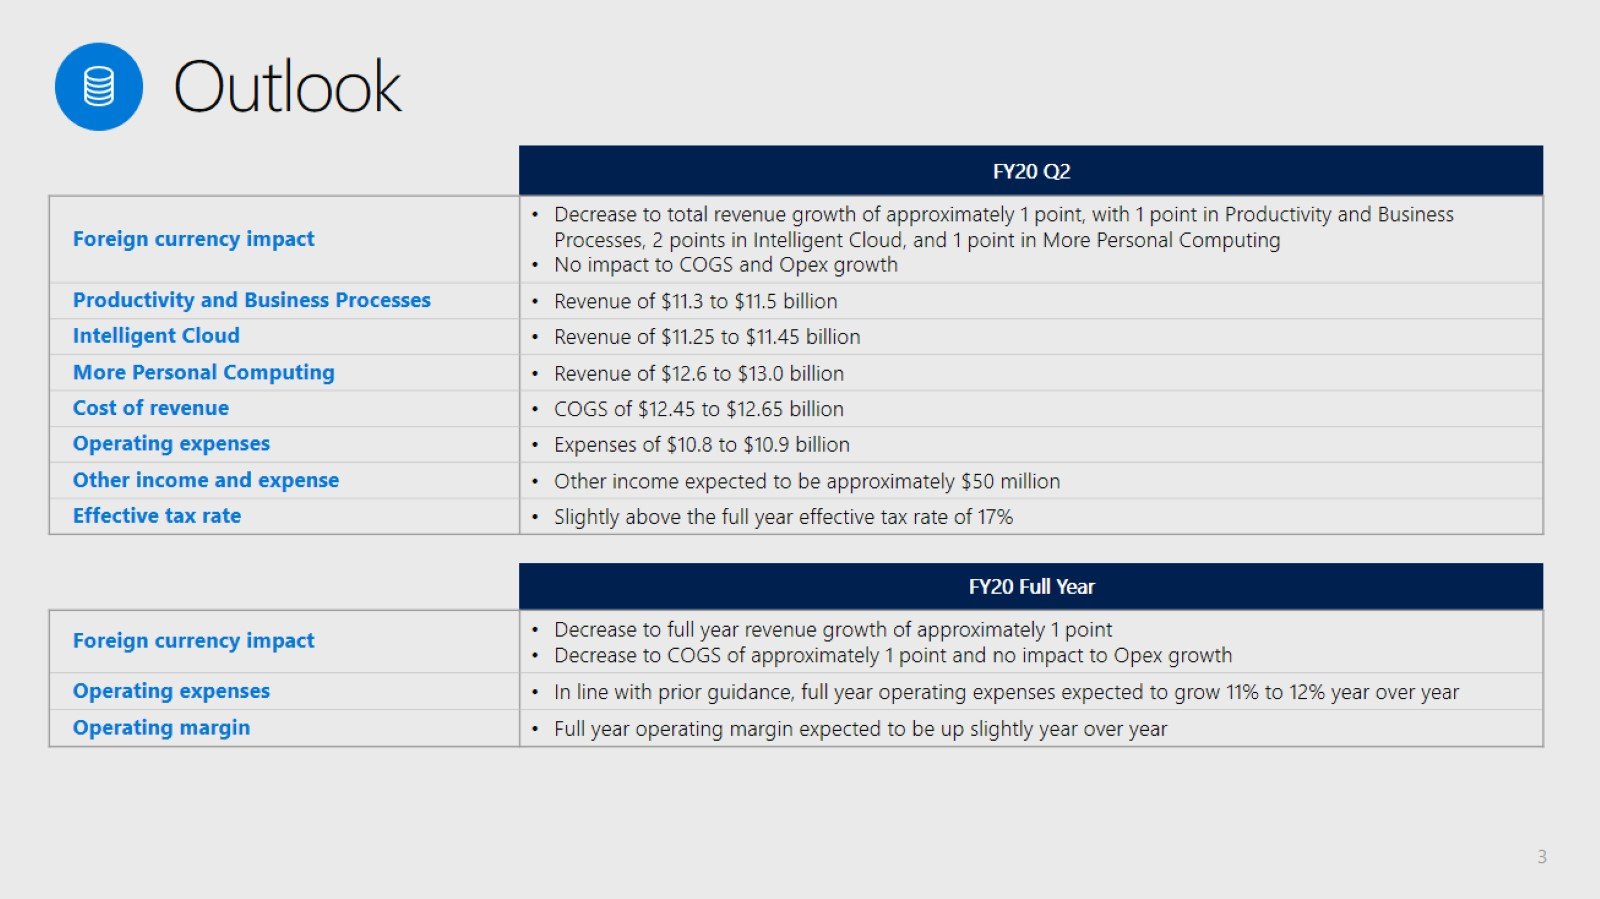 Outlook
FY20 Q2
Foreign currency impact
• Decrease to total revenue growth of approximately 1 point, with 1 point in Productivity and Business
Processes, 2 points in Intelligent Cloud, and 1 point in More Personal Computing
• No impact to COGS and Opex growth
Productivity and Business Processes
• Revenue of $11.3 to $11.5 billion
Intelligent Cloud
• Revenue of $11.25 to $11.45 billion
More Personal Computing
• Revenue of $12.6 to $13.0 billion
Cost of revenue
• COGS of $12.45 to $12.65 billion
Operating expenses
• Expenses of $10.8 to $10.9 billion
Other income and expense
• Other income expected to be approximately $50 million
Effective tax rate
• Slightly above the full year effective tax rate of 17%
FY20 Full Year
Foreign currency impact
• Decrease to full year revenue growth of approximately 1 point
• Decrease to COGS of approximately 1 point and no impact to Opex growth
Operating expenses
• In line with prior guidance, full year operating expenses expected to grow 11% to 12% year over year
Operating margin
• Full year operating margin expected to be up slightly year over year
3